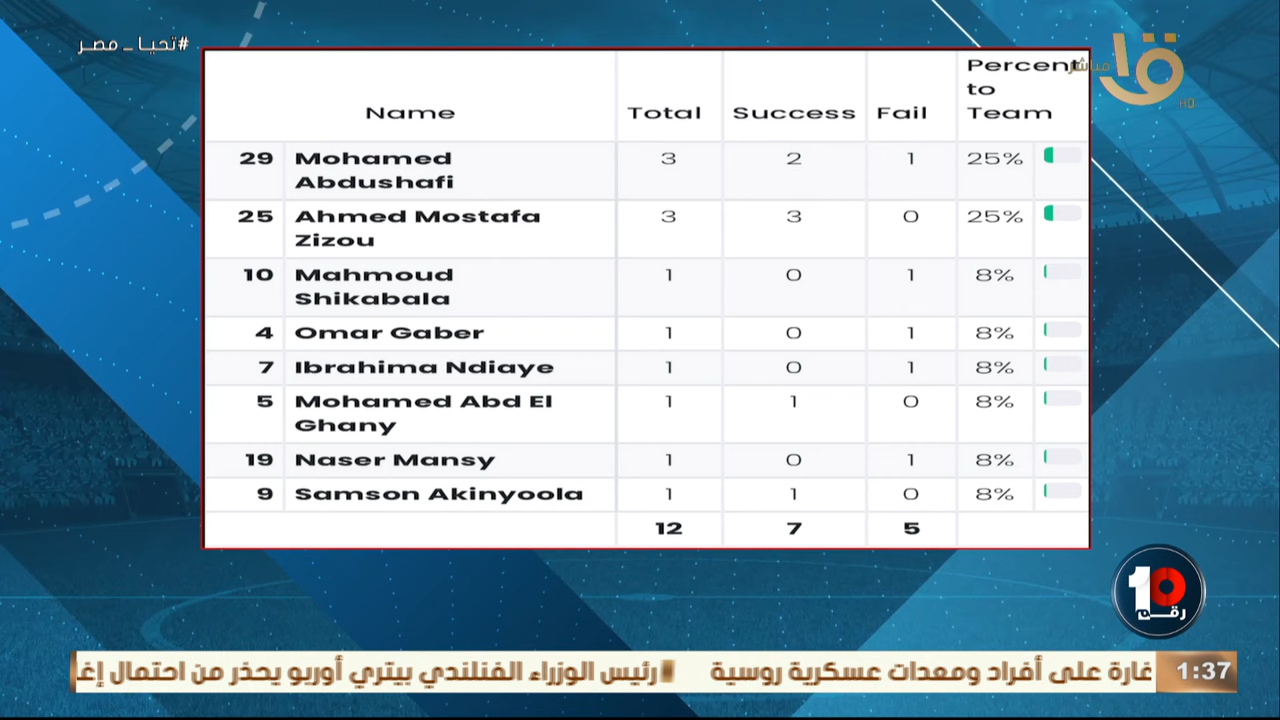 #تحيا_مصر
مباشر
HD
Name Total Success Fail Percent to Team
29 Mohamed Abdushafi 3 2 1 25%
25 Ahmed Mostafa Zizou 3 3 0 25%
10 Mahmoud Shikabala 1 0 1 8%
4 Omar Gaber 1 0 1 8%
7 Ibrahima Ndiaye 1 0 1 8%
5 Mohamed Abd El Ghany 1 1 0 8%
19 Naser Mansy 1 0 1 8%
9 Samson Akinyoola 1 1 0 8%
12 7 5
10
رقم
1:37 غارة على أفراد ومعدات عسكرية روسية رئيس الوزراء الفنلندي بيتري أوربو يحذر من احتمال